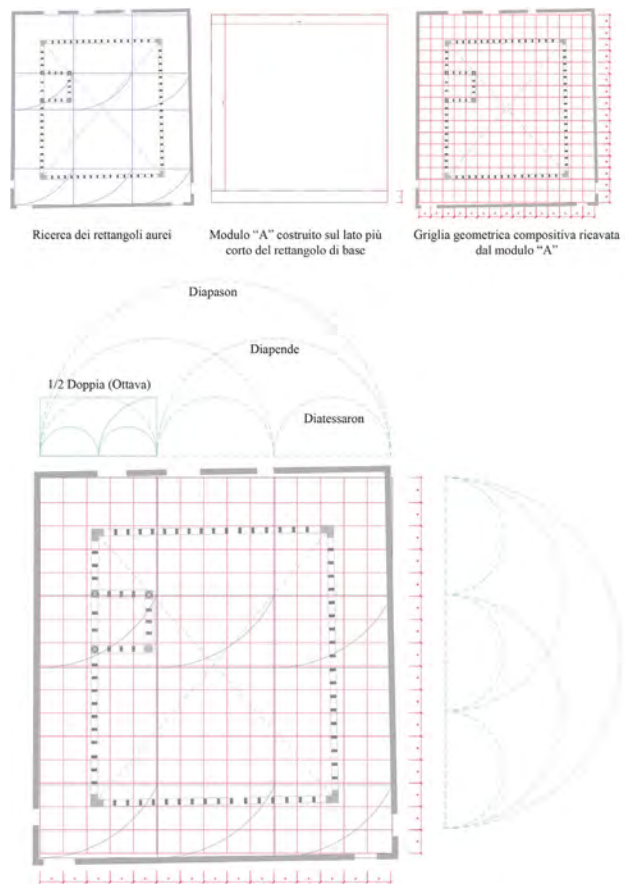 Ricerca dei rettangoli aurei
Modulo “A” costruito sul lato più
corto del rettangolo di base
Griglia geometrica compositiva ricavata
dal modulo “A”
Diapason
Diapende
1/2 Doppia (Ottava)
Diatessaron